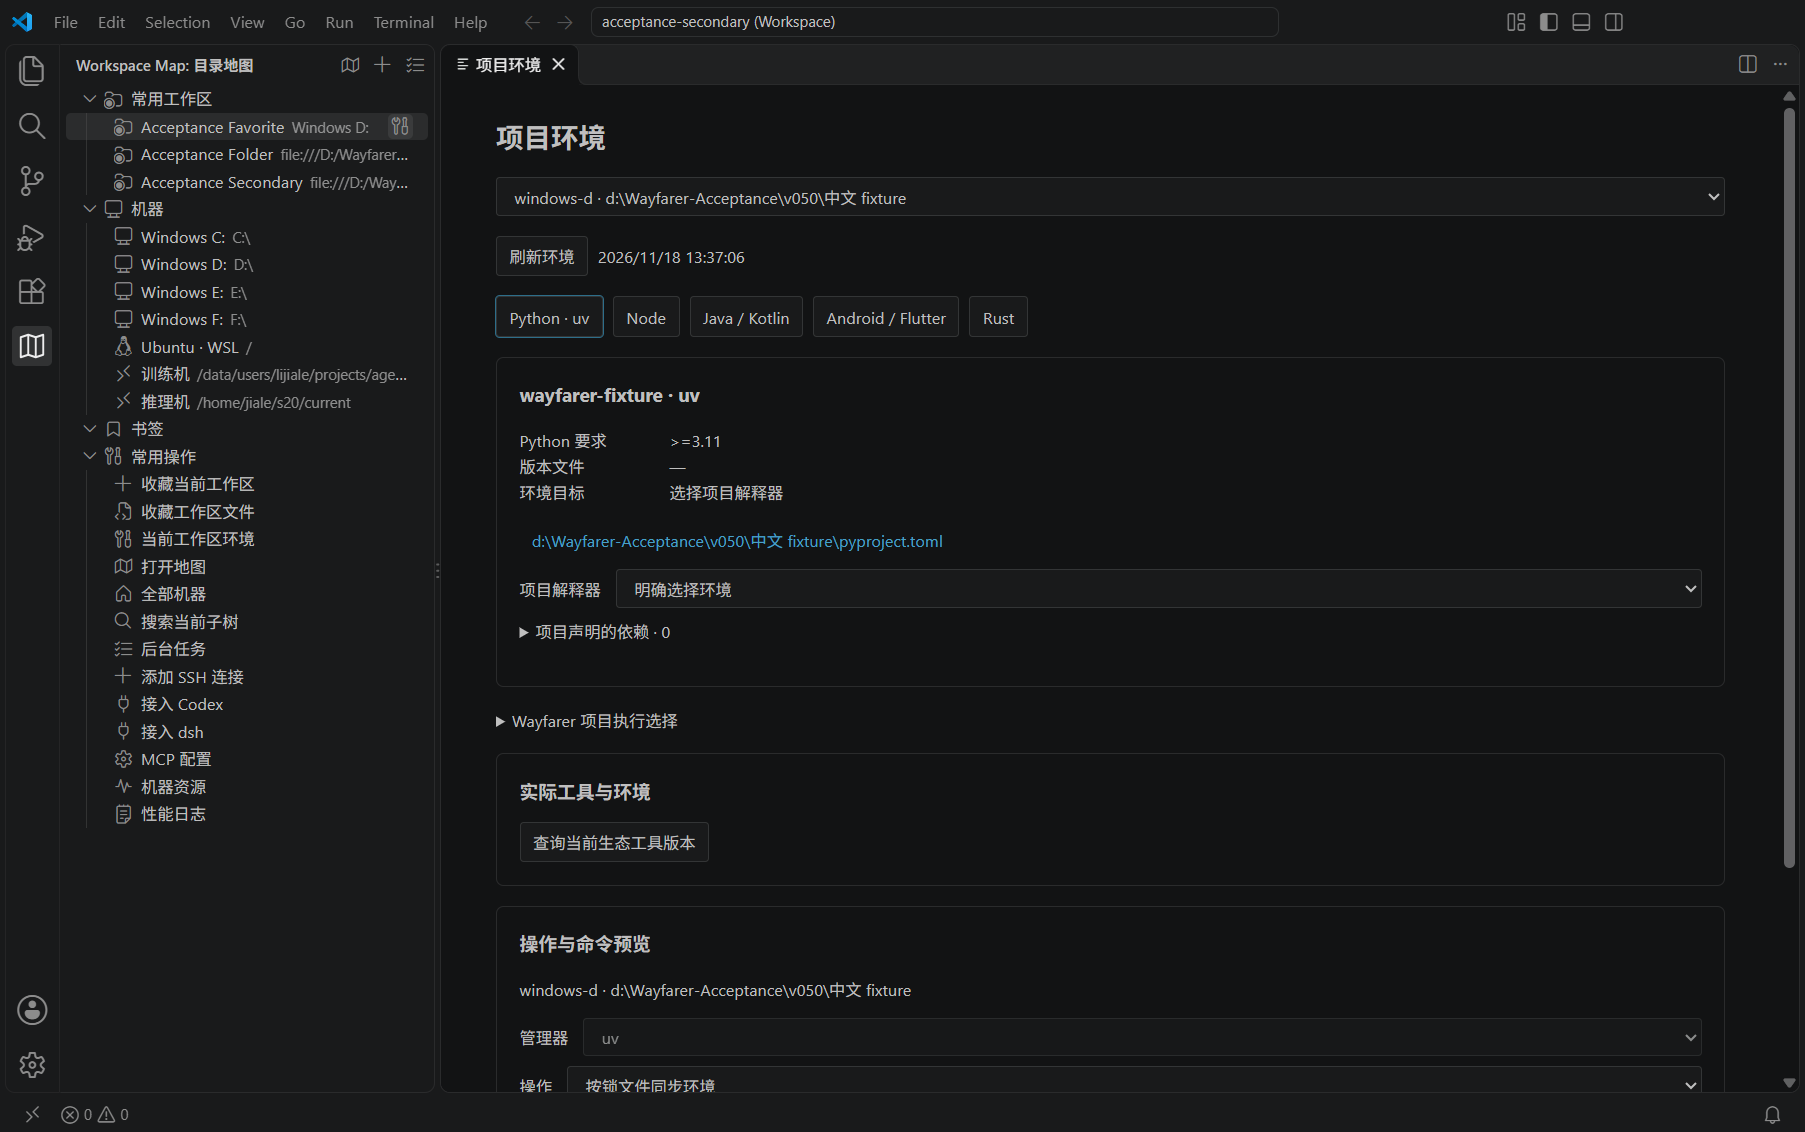 File Edit Selection View Go Run Terminal Help
acceptance-secondary (Workspace)
Workspace Map: 目录地图
常用工作区
Acceptance Favorite Windows D:
Acceptance Folder file:///D:/Wayfarer...
Acceptance Secondary file:///D:/Way...
机器
Windows C: C:\
Windows D: D:\
Windows E: E:\
Windows F: F:\
Ubuntu · WSL /
训练机 /data/users/lijiale/projects/age...
推理机 /home/jiale/s20/current
书签
常用操作
收藏当前工作区
收藏工作区文件
当前工作区环境
打开地图
全部机器
搜索当前子树
后台任务
添加 SSH 连接
接入 Codex
接入 dsh
MCP 配置
机器资源
性能日志
项目环境
项目环境
windows-d · d:\Wayfarer-Acceptance\v050\中文 fixture
刷新环境 2026/11/18 13:37:06
Python · uv Node Java / Kotlin Android / Flutter Rust
wayfarer-fixture · uv
Python 要求 >=3.11
版本文件 —
环境目标 选择项目解释器
d:\Wayfarer-Acceptance\v050\中文 fixture\pyproject.toml
项目解释器 明确选择环境
项目声明的依赖 · 0
Wayfarer 项目执行选择
实际工具与环境
查询当前生态工具版本
操作与命令预览
windows-d · d:\Wayfarer-Acceptance\v050\中文 fixture
管理器 uv
操作 按锁文件同步环境
0 0